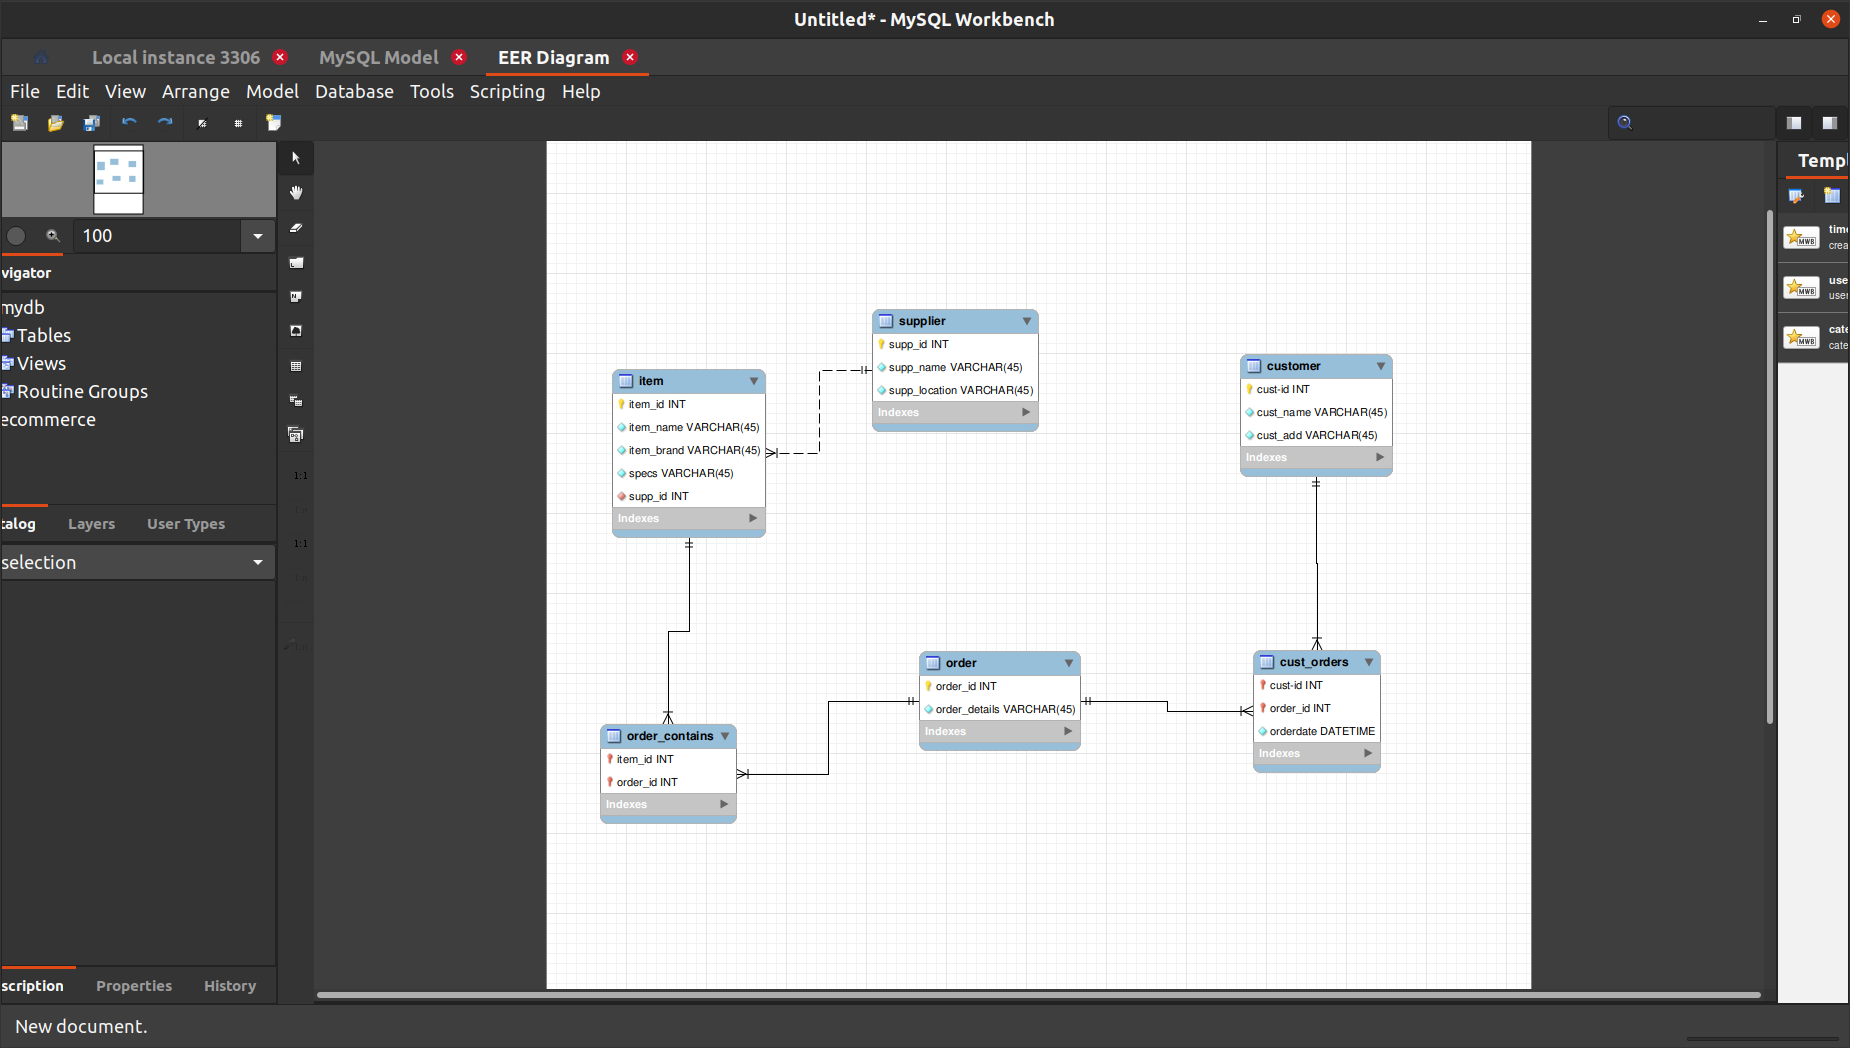 Untitled* - MySQL Workbench
Local instance 3306
MySQL Model
EER Diagram
File Edit View Arrange Model Database Tools Scripting Help
100
vigator
mydb
Tables
Views
Routine Groups
ecommerce
talog Layers User Types
selection
scription Properties History
New document.
1:1
1:1
supplier
supp_id INT
supp_name VARCHAR(45)
supp_location VARCHAR(45)
Indexes
item
item_id INT
item_name VARCHAR(45)
item_brand VARCHAR(45)
specs VARCHAR(45)
supp_id INT
Indexes
customer
cust-id INT
cust_name VARCHAR(45)
cust_add VARCHAR(45)
Indexes
order
order_id INT
order_details VARCHAR(45)
Indexes
cust_orders
cust-id INT
order_id INT
orderdate DATETIME
Indexes
order_contains
item_id INT
order_id INT
Indexes
Templ
MWB
time
crea
MWB
use
user
MWB
cate
cate